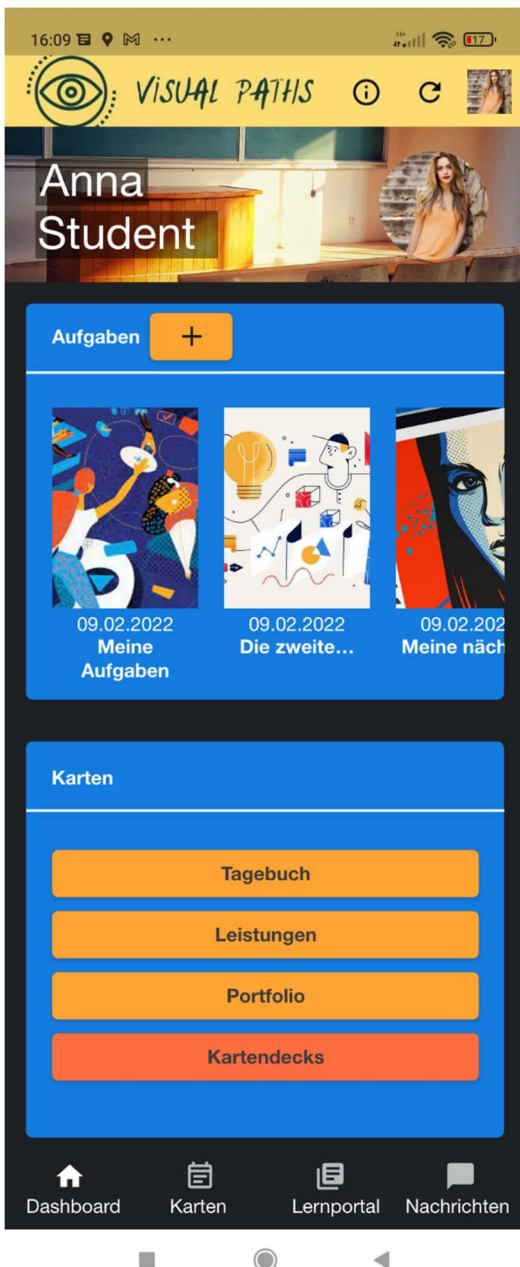 16:09
17
VISUAL PATHS
Anna
Student
Aufgaben +
09.02.2022
Meine
Aufgaben
09.02.2022
Die zweite...
09.02.202
Meine näch
Karten
Tagebuch
Leistungen
Portfolio
Kartendecks
Dashboard Karten Lernportal Nachrichten